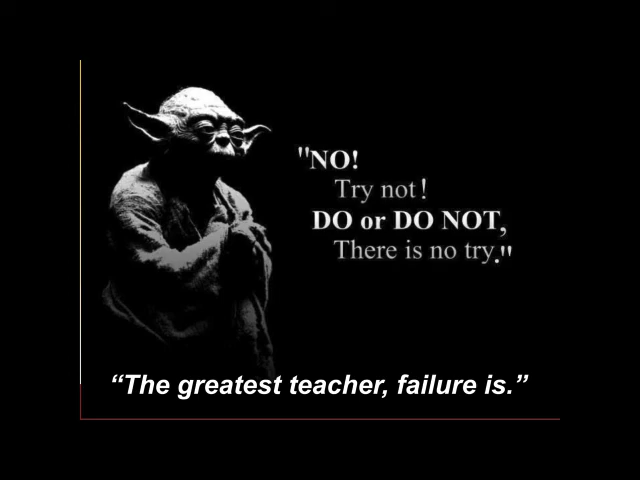 "NO!
Try not!
DO or DO NOT,
There is no try."
“The greatest teacher, failure is.”